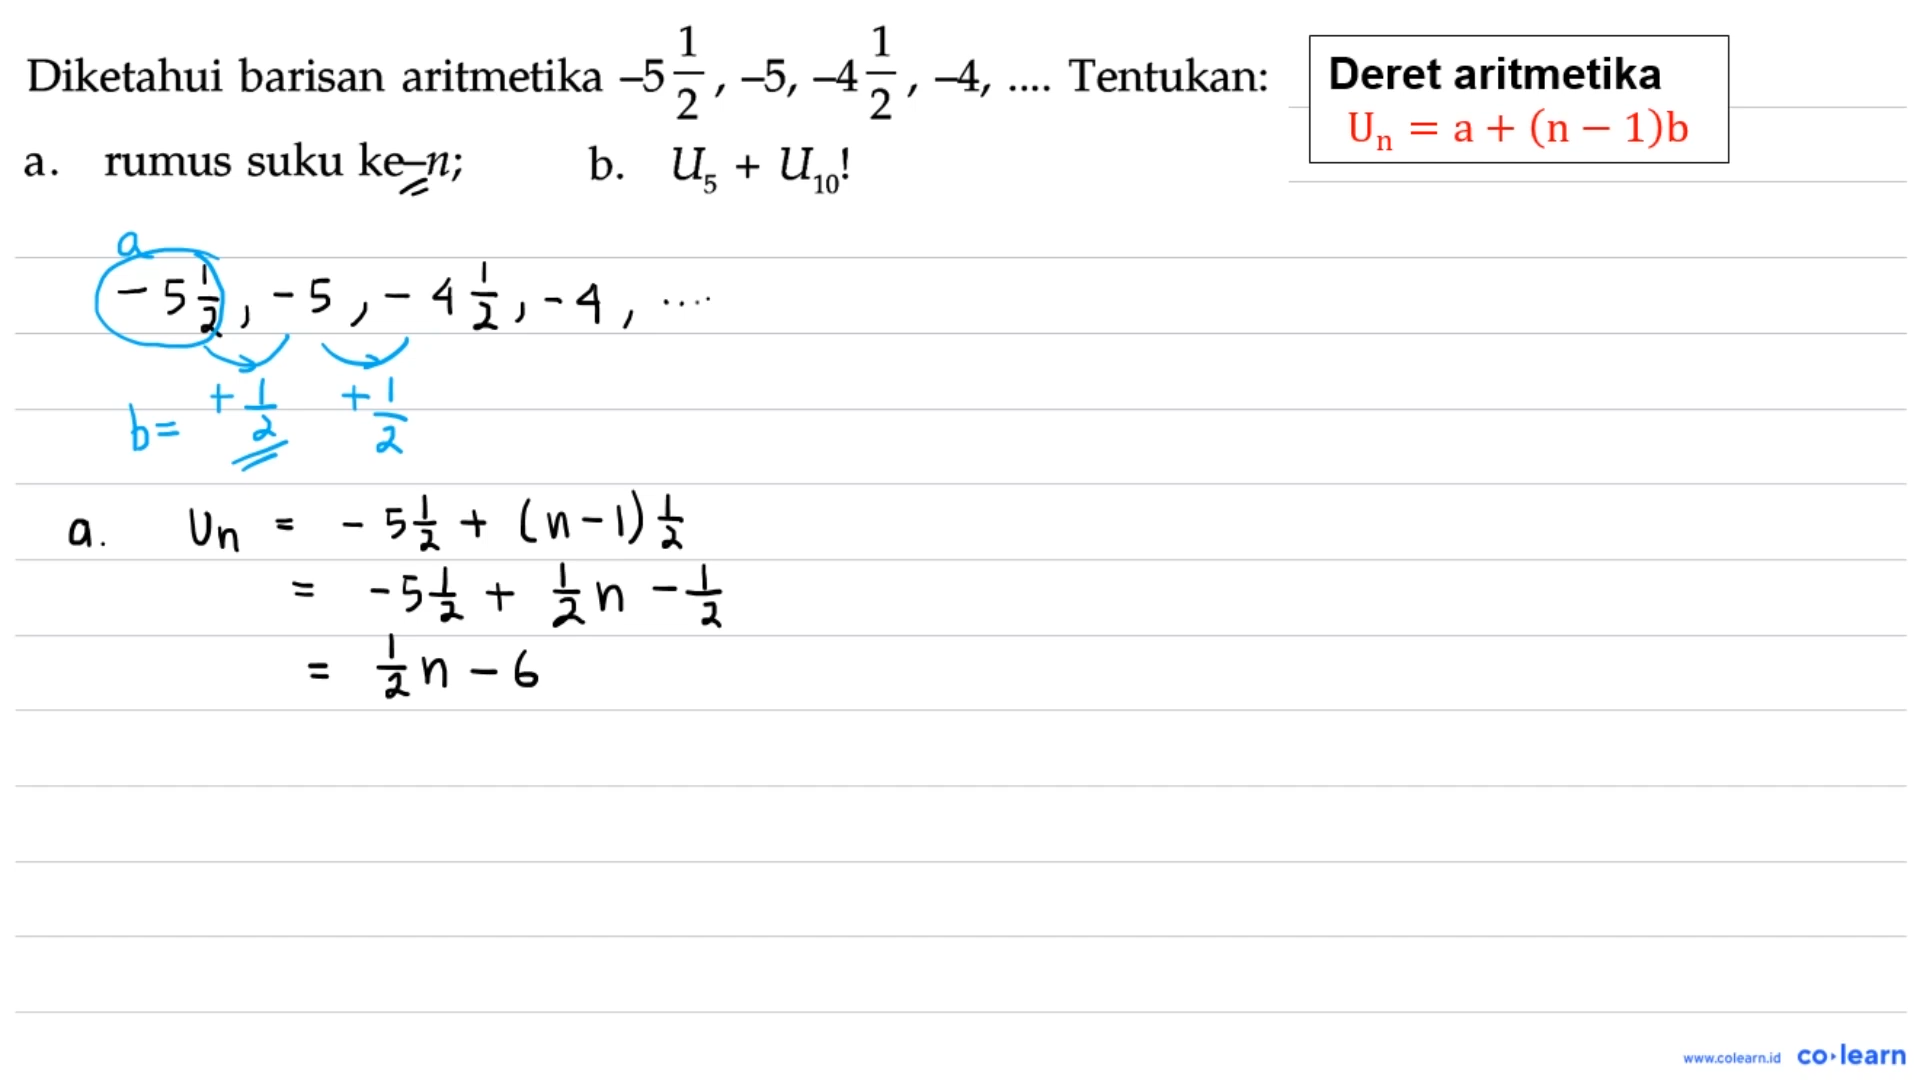 Diketahui barisan aritmetika –5 1/2, –5, –4 1/2, –4, .... Tentukan:
a. rumus suku ke–n; b. U₅ + U₁₀!
Deret aritmetika
Uₙ = a + (n − 1)b
a
- 5 1/2, - 5, - 4 1/2, - 4, ....
b = + 1/2 + 1/2
a. Uₙ = - 5 1/2 + (n - 1) 1/2
= - 5 1/2 + 1/2 n - 1/2
= 1/2 n - 6
www.colearn.id co·learn